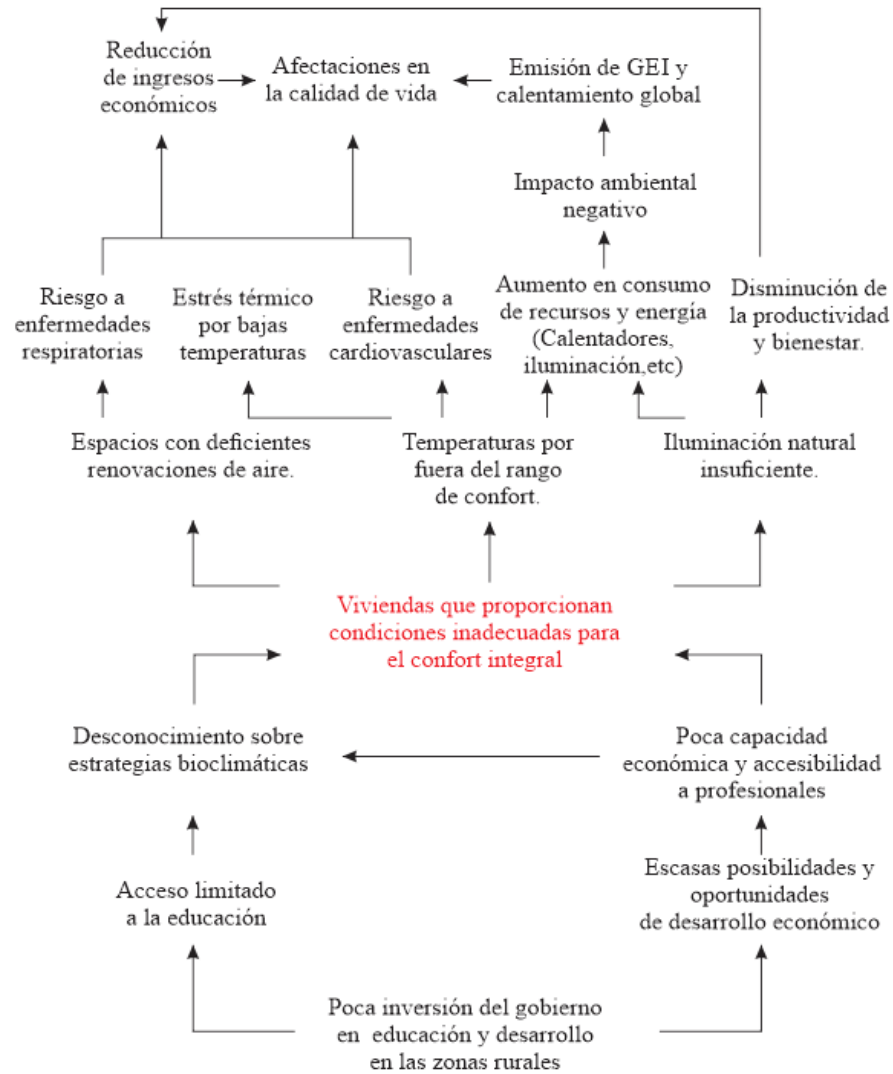 Reducción
de ingresos
económicos
Afectaciones en
la calidad de vida
Emisión de GEI y
calentamiento global
Impacto ambiental
negativo
Riesgo a
enfermedades
respiratorias
Estrés térmico
por bajas
temperaturas
Riesgo a
enfermedades
cardiovasculares
Aumento en consumo
de recursos y energía
(Calentadores,
iluminación,etc)
Disminución de
la productividad
y bienestar.
Espacios con deficientes
renovaciones de aire.
Temperaturas por
fuera del rango
de confort.
Iluminación natural
insuficiente.
Viviendas que proporcionan
condiciones inadecuadas para
el confort integral
Desconocimiento sobre
estrategias bioclimáticas
Poca capacidad
económica y accesibilidad
a profesionales
Acceso limitado
a la educación
Escasas posibilidades y
oportunidades
de desarrollo económico
Poca inversión del gobierno
en educación y desarrollo
en las zonas rurales